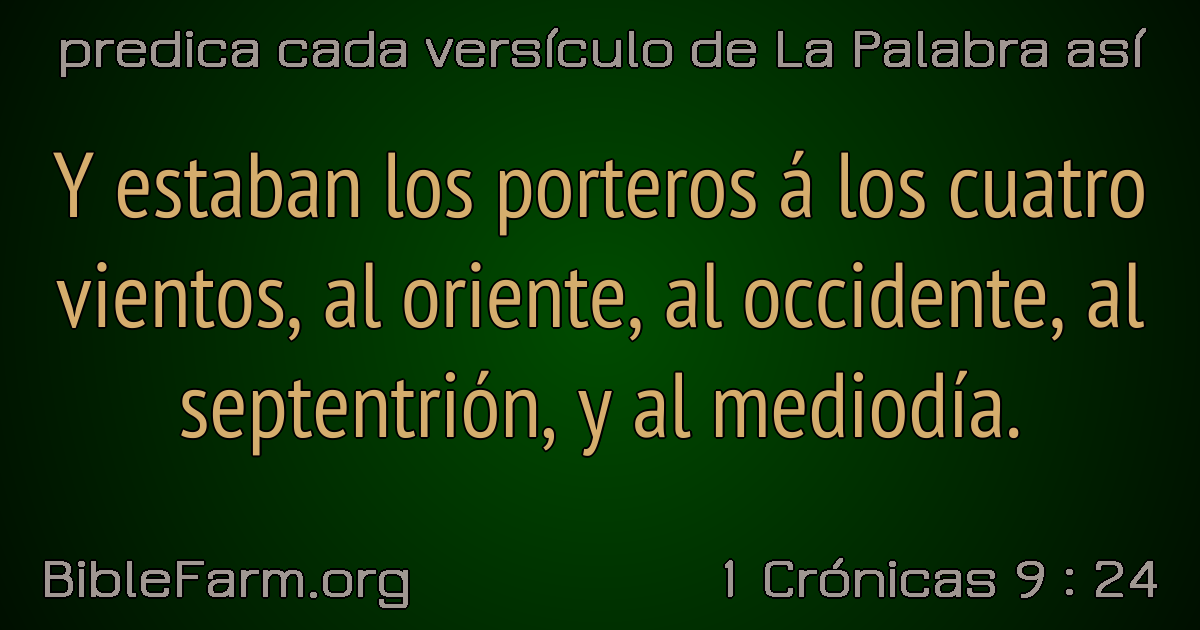 predica cada versículo de La Palabra así
Y estaban los porteros á los cuatro
vientos, al oriente, al occidente, al
septentrión, y al mediodía.
BibleFarm.org
1 Crónicas 9 : 24